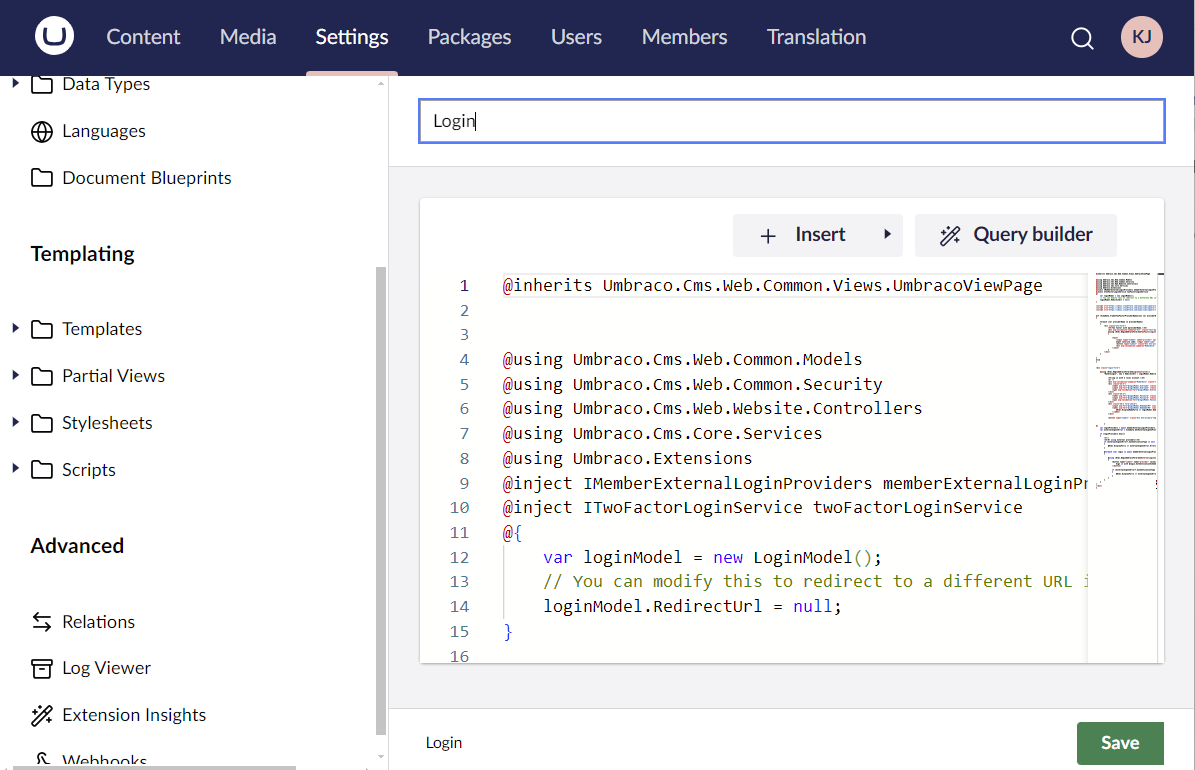 Content Media Settings Packages Users Members Translation KJ
Data Types
Languages
Document Blueprints
Templating
Templates
Partial Views
Stylesheets
Scripts
Advanced
Relations
Log Viewer
Extension Insights
Webhooks
Login
Insert Query builder
1 @inherits Umbraco.Cms.Web.Common.Views.UmbracoViewPage
2
3
4 @using Umbraco.Cms.Web.Common.Models
5 @using Umbraco.Cms.Web.Common.Security
6 @using Umbraco.Cms.Web.Website.Controllers
7 @using Umbraco.Cms.Core.Services
8 @using Umbraco.Extensions
9 @inject IMemberExternalLoginProviders memberExternalLoginPr
10 @inject ITwoFactorLoginService twoFactorLoginService
11 @{
12 var loginModel = new LoginModel();
13 // You can modify this to redirect to a different URL i
14 loginModel.RedirectUrl = null;
15 }
16
Login
Save